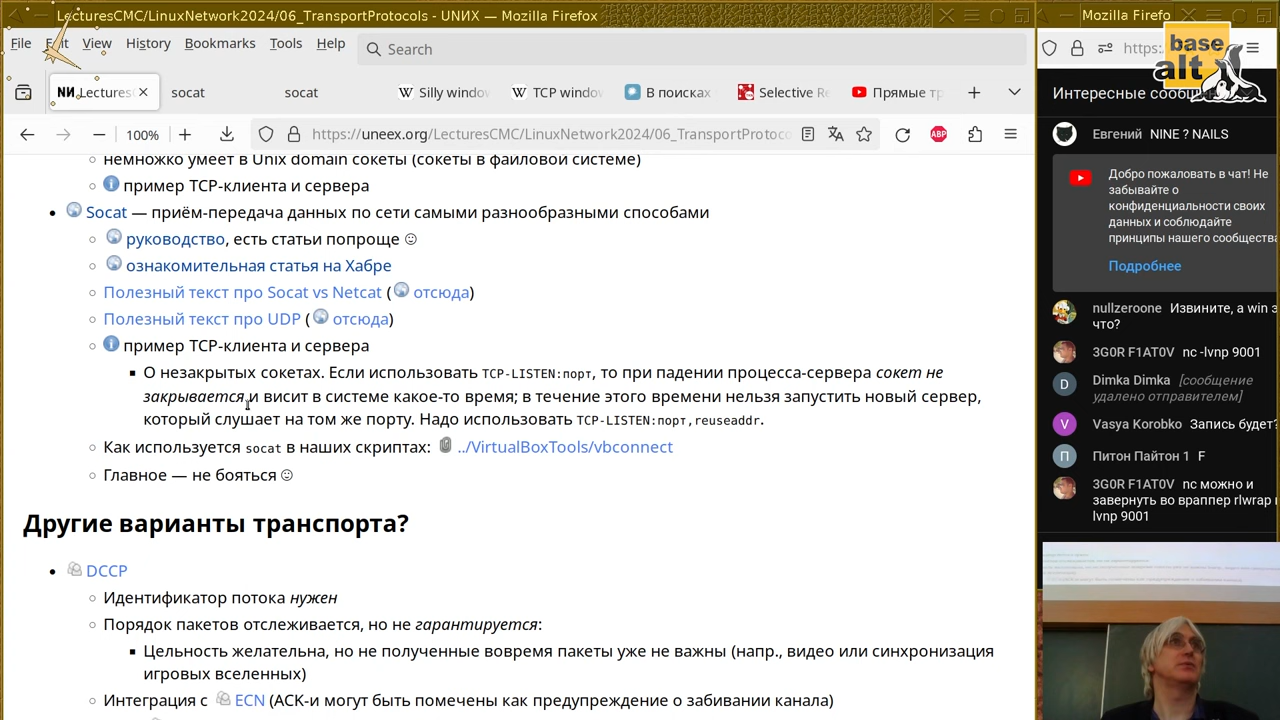 LecturesCMC/LinuxNetwork2024/06_TransportProtocols - UNИX — Mozilla Firefox
File Edit View History Bookmarks Tools Help
Search
Lectures
socat
socat
Silly windo
TCP windo
В поисках
Selective Re
Прямые тр
100%
https://uneex.org/LecturesCMC/LinuxNetwork2024/06_TransportProtoco
ABP
немножко умеет в Unix domain сокеты (сокеты в файловой системе)
пример TCP-клиента и сервера
Socat — приём-передача данных по сети самыми разнообразными способами
руководство, есть статьи попроще ☺
ознакомительная статья на Хабре
Полезный текст про Socat vs Netcat ( отсюда)
Полезный текст про UDP ( отсюда)
пример TCP-клиента и сервера
О незакрытых сокетах. Если использовать TCP-LISTEN:порт, то при падении процесса-сервера сокет не
закрывается и висит в системе какое-то время; в течение этого времени нельзя запустить новый сервер,
который слушает на том же порту. Надо использовать TCP-LISTEN:порт,reuseaddr.
Как используется socat в наших скриптах: ../VirtualBoxTools/vbconnect
Главное — не бояться ☺
Другие варианты транспорта?
DCCP
Идентификатор потока нужен
Порядок пакетов отслеживается, но не гарантируется:
Цельность желательна, но не полученные вовремя пакеты уже не важны (напр., видео или синхронизация
игровых вселенных)
Интеграция с ECN (ACK-и могут быть помечены как предупреждение о забивании канала)
Mozilla Firefo
https:
base
alt
Интересные сообщ
Евгений NINE ? NAILS
Добро пожаловать в чат! Не
забывайте о
конфиденциальности своих
данных и соблюдайте
принципы нашего сообщества
Подробнее
nullzeroone Извините, а win э
что?
3G0R F1AT0V nc -lvnp 9001
Dimka Dimka [сообщение
удалено отправителем]
Vasya Korobko Запись будет?
Питон Пайтон 1 F
3G0R F1AT0V nc можно и
завернуть во враппер rlwrap
lvnp 9001